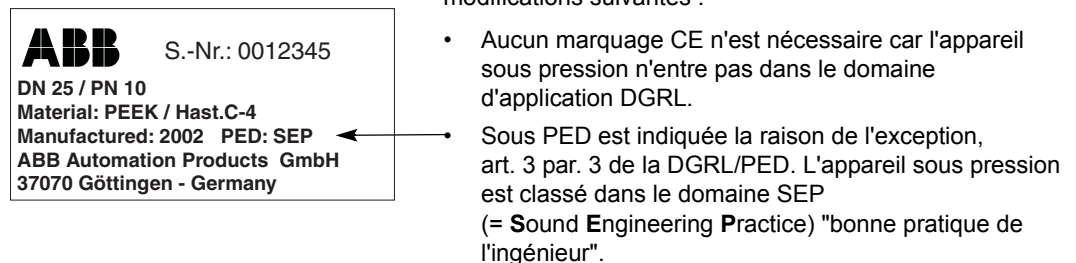 modifications suivantes :
ABB S.-Nr.: 0012345
DN 25 / PN 10
Material: PEEK / Hast.C-4
Manufactured: 2002 PED: SEP
ABB Automation Products GmbH
37070 Göttingen - Germany
• Aucun marquage CE n'est nécessaire car l'appareil
sous pression n'entre pas dans le domaine
d'application DGRL.
• Sous PED est indiquée la raison de l'exception,
art. 3 par. 3 de la DGRL/PED. L'appareil sous pression
est classé dans le domaine SEP
(= Sound Engineering Practice) "bonne pratique de
l'ingénieur".